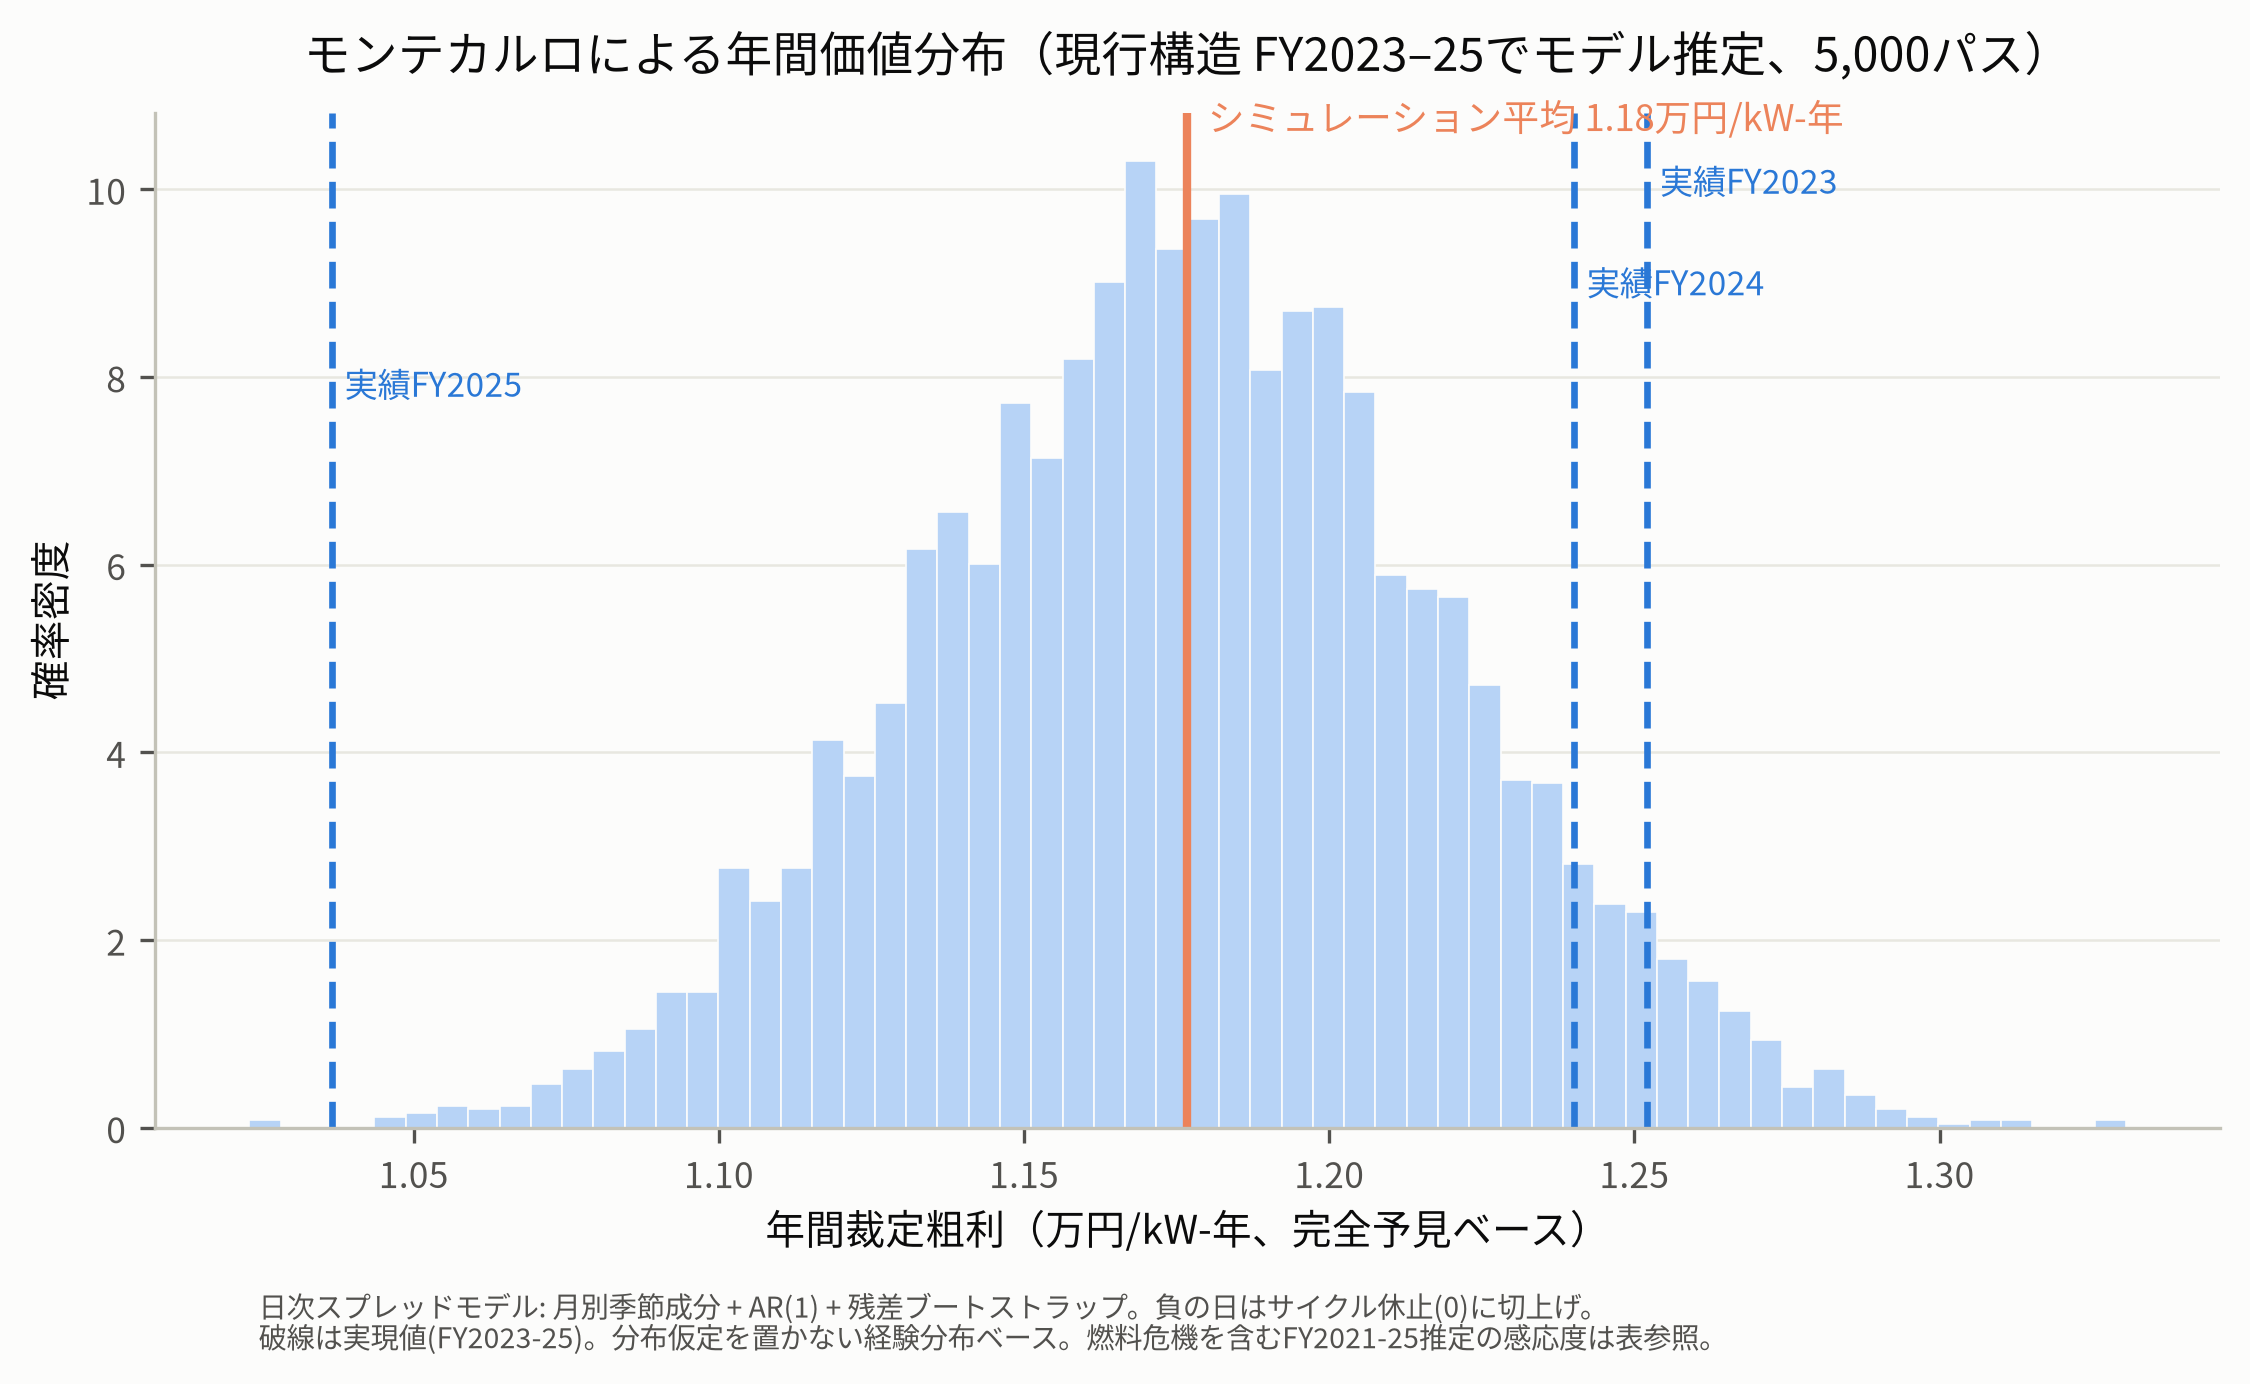 モンテカルロによる年間価値分布（現行構造 FY2023–25でモデル推定、5,000パス）
シミュレーション平均 1.18万円/kW-年
実績FY2023
実績FY2024
実績FY2025
確率密度
10
8
6
4
2
0
1.05
1.10
1.15
1.20
1.25
1.30
年間裁定粗利（万円/kW-年、完全予見ベース）
日次スプレッドモデル: 月別季節成分 + AR(1) + 残差ブートストラップ。負の日はサイクル休止(0)に切上げ。
破線は実現値(FY2023-25)。分布仮定を置かない経験分布ベース。燃料危機を含むFY2021-25推定の感応度は表参照。